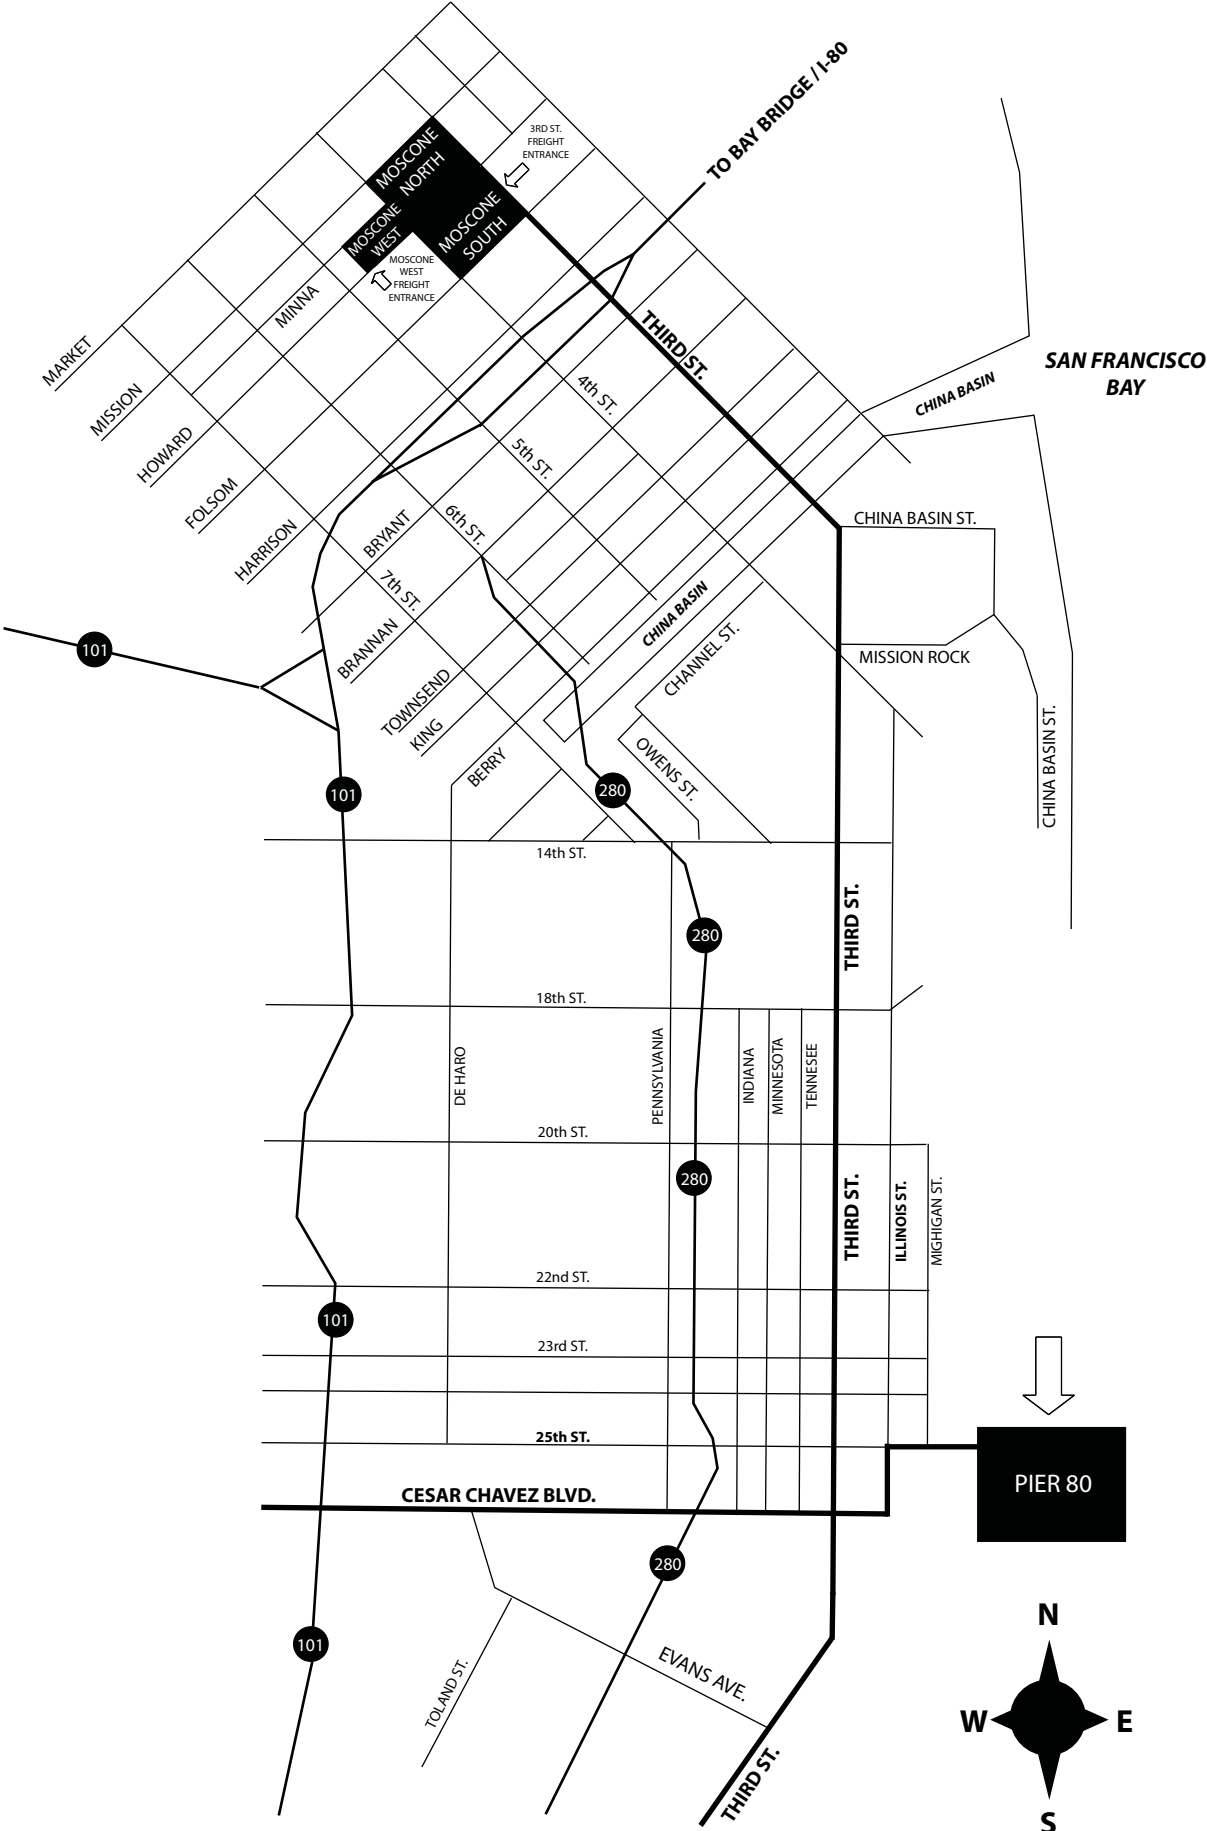 TO BAY BRIDGE / I-80
3RD ST.
FREIGHT
ENTRANCE
MOSCONE
NORTH
MOSCONE
SOUTH
MOSCONE
WEST
MOSCONE
WEST
FREIGHT
ENTRANCE
MINNA
MARKET
MISSION
HOWARD
FOLSOM
HARRISON
BRYANT
BRANNAN
TOWNSEND
KING
BERRY
THIRD ST.
4th ST.
5th ST.
6th ST.
7th ST.
SAN FRANCISCO
BAY
CHINA BASIN
CHINA BASIN ST.
MISSION ROCK
CHINA BASIN ST.
CHINA BASIN
CHANNEL ST.
OWENS ST.
101
101
280
14th ST.
THIRD ST.
280
18th ST.
DE HARO
PENNSYLVANIA
INDIANA
MINNESOTA
TENNESEE
20th ST.
280
THIRD ST.
ILLINOIS ST.
MIGHIGAN ST.
22nd ST.
101
23rd ST.
25th ST.
PIER 80
CESAR CHAVEZ BLVD.
280
101
EVANS AVE.
TOLAND ST.
THIRD ST.
N
W
E
S